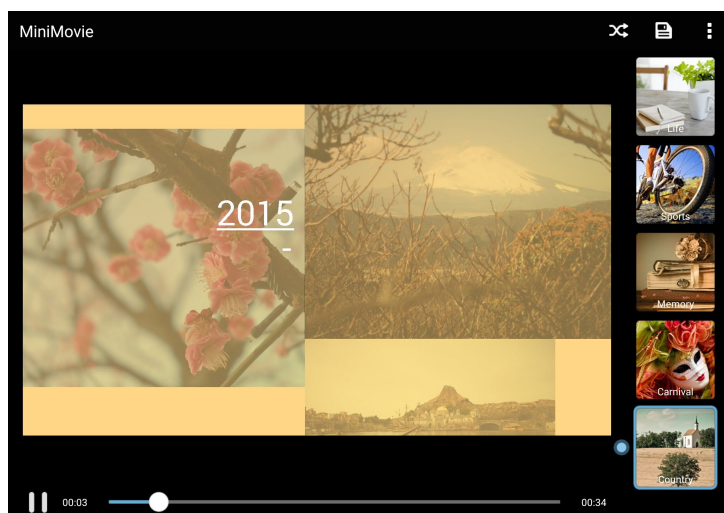 MiniMovie
Life
Sports
2015
-
Memory
Carnival
Country
00:03
00:34